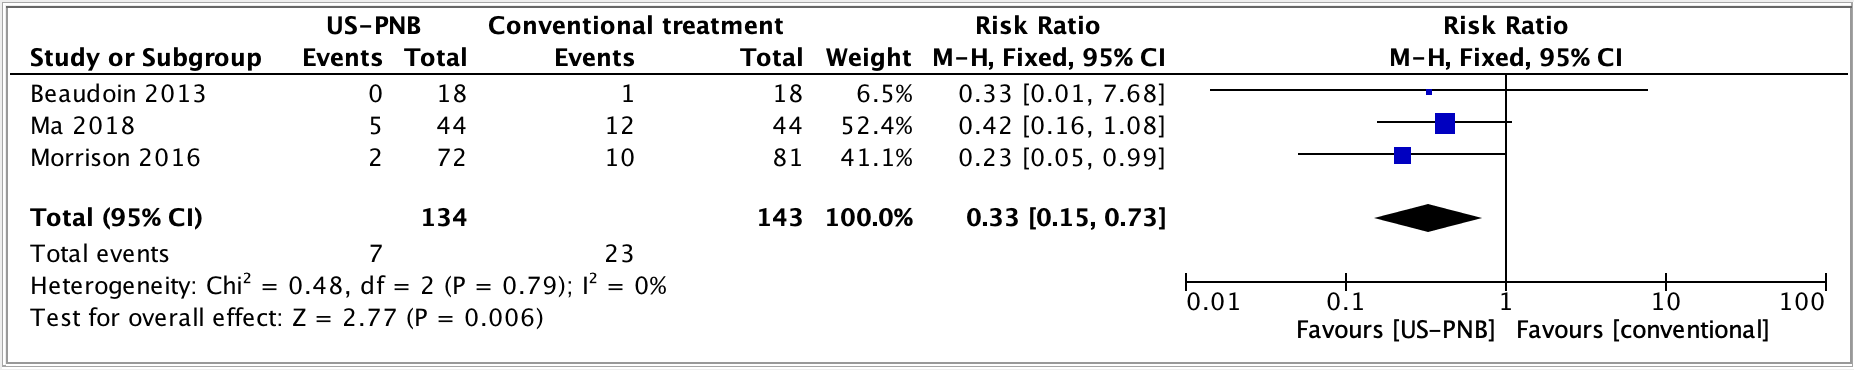 US-PNB Conventional treatment Risk Ratio Risk Ratio
Study or Subgroup Events Total Events Total Weight M-H, Fixed, 95% CI M-H, Fixed, 95% CI
Beaudoin 2013 0 18 1 18 6.5% 0.33 [0.01, 7.68]
Ma 2018 5 44 12 44 52.4% 0.42 [0.16, 1.08]
Morrison 2016 2 72 10 81 41.1% 0.23 [0.05, 0.99]
Total (95% CI) 134 143 100.0% 0.33 [0.15, 0.73]
Total events 7 23
Heterogeneity: Chi² = 0.48, df = 2 (P = 0.79); I² = 0%
Test for overall effect: Z = 2.77 (P = 0.006)
0.01 0.1 1 10 100
Favours [US-PNB] Favours [conventional]